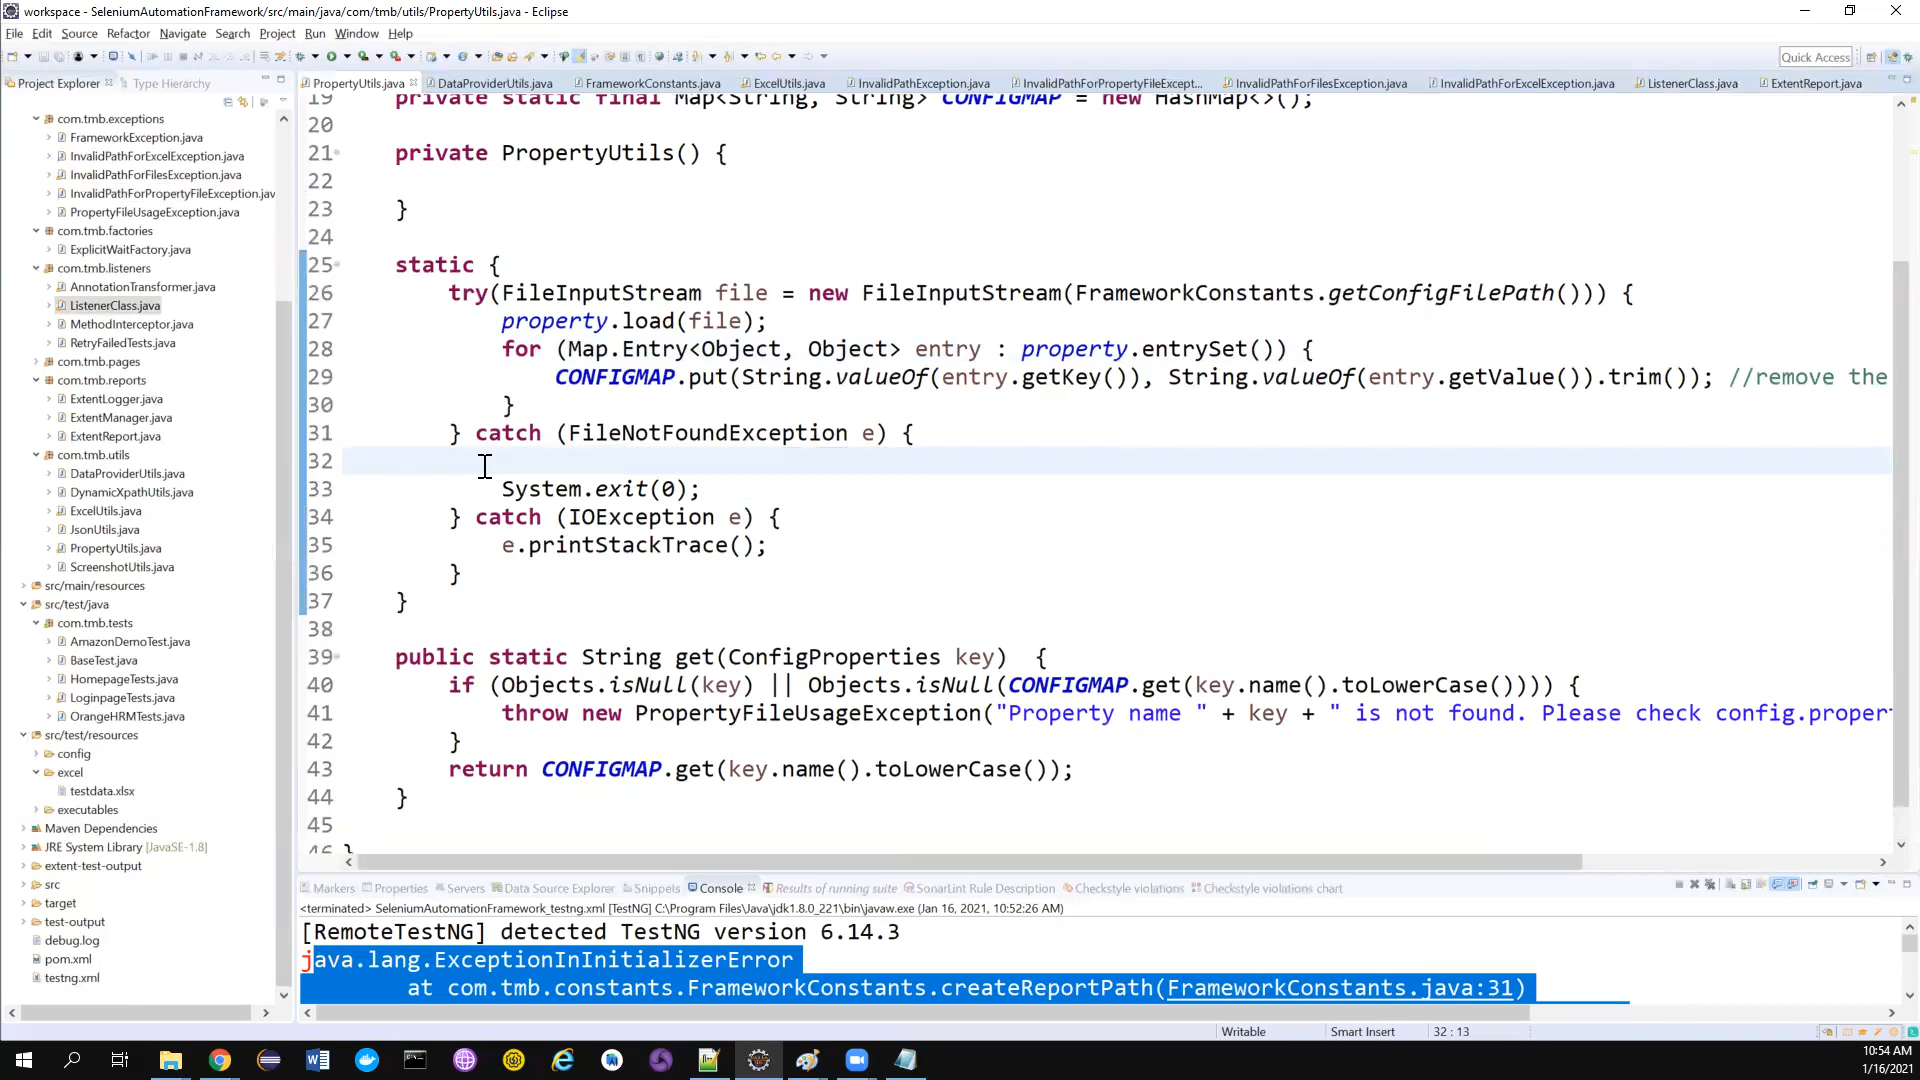 workspace - SeleniumAutomationFramework/src/main/java/com/tmb/utils/PropertyUtils.java - Eclipse
File Edit Source Refactor Navigate Search Project Run Window Help
Quick Access
Project Explorer Type Hierarchy
PropertyUtils.java DataProviderUtils.java FrameworkConstants.java ExcelUtils.java InvalidPathException.java InvalidPathForPropertyFileExcept... InvalidPathForFilesException.java InvalidPathForExcelException.java ListenerClass.java ExtentReport.java
com.tmb.exceptions
FrameworkException.java
InvalidPathForExcelException.java
InvalidPathForFilesException.java
InvalidPathForPropertyFileException.jav
PropertyFileUsageException.java
com.tmb.factories
ExplicitWaitFactory.java
com.tmb.listeners
AnnotationTransformer.java
ListenerClass.java
MethodInterceptor.java
RetryFailedTests.java
com.tmb.pages
com.tmb.reports
ExtentLogger.java
ExtentManager.java
ExtentReport.java
com.tmb.utils
DataProviderUtils.java
DynamicXpathUtils.java
ExcelUtils.java
JsonUtils.java
PropertyUtils.java
ScreenshotUtils.java
src/main/resources
src/test/java
com.tmb.tests
AmazonDemoTest.java
BaseTest.java
HomepageTests.java
LoginpageTests.java
OrangeHRMTests.java
src/test/resources
config
excel
testdata.xlsx
executables
Maven Dependencies
JRE System Library [JavaSE-1.8]
extent-test-output
src
target
test-output
debug.log
pom.xml
testng.xml
19 private static final Map<String, String> CONFIGMAP = new HashMap<>();
20
21 private PropertyUtils() {
22
23 }
24
25 static {
26 try(FileInputStream file = new FileInputStream(FrameworkConstants.getConfigFilePath())) {
27 property.load(file);
28 for (Map.Entry<Object, Object> entry : property.entrySet()) {
29 CONFIGMAP.put(String.valueOf(entry.getKey()), String.valueOf(entry.getValue()).trim()); //remove the
30 }
31 } catch (FileNotFoundException e) {
32
33 System.exit(0);
34 } catch (IOException e) {
35 e.printStackTrace();
36 }
37 }
38
39 public static String get(ConfigProperties key)  {
40 if (Objects.isNull(key) || Objects.isNull(CONFIGMAP.get(key.name().toLowerCase()))) {
41 throw new PropertyFileUsageException("Property name " + key + " is not found. Please check config.proper
42 }
43 return CONFIGMAP.get(key.name().toLowerCase());
44 }
45
46 }
Markers Properties Servers Data Source Explorer Snippets Console Results of running suite SonarLint Rule Description Checkstyle violations Checkstyle violations chart
<terminated> SeleniumAutomationFramework_testng.xml [TestNG] C:\Program Files\Java\jdk1.8.0_221\bin\javaw.exe (Jan 16, 2021, 10:52:26 AM)
[RemoteTestNG] detected TestNG version 6.14.3
java.lang.ExceptionInInitializerError
at com.tmb.constants.FrameworkConstants.createReportPath(FrameworkConstants.java:31)
Writable Smart Insert 32 : 13
10:54 AM
1/16/2021